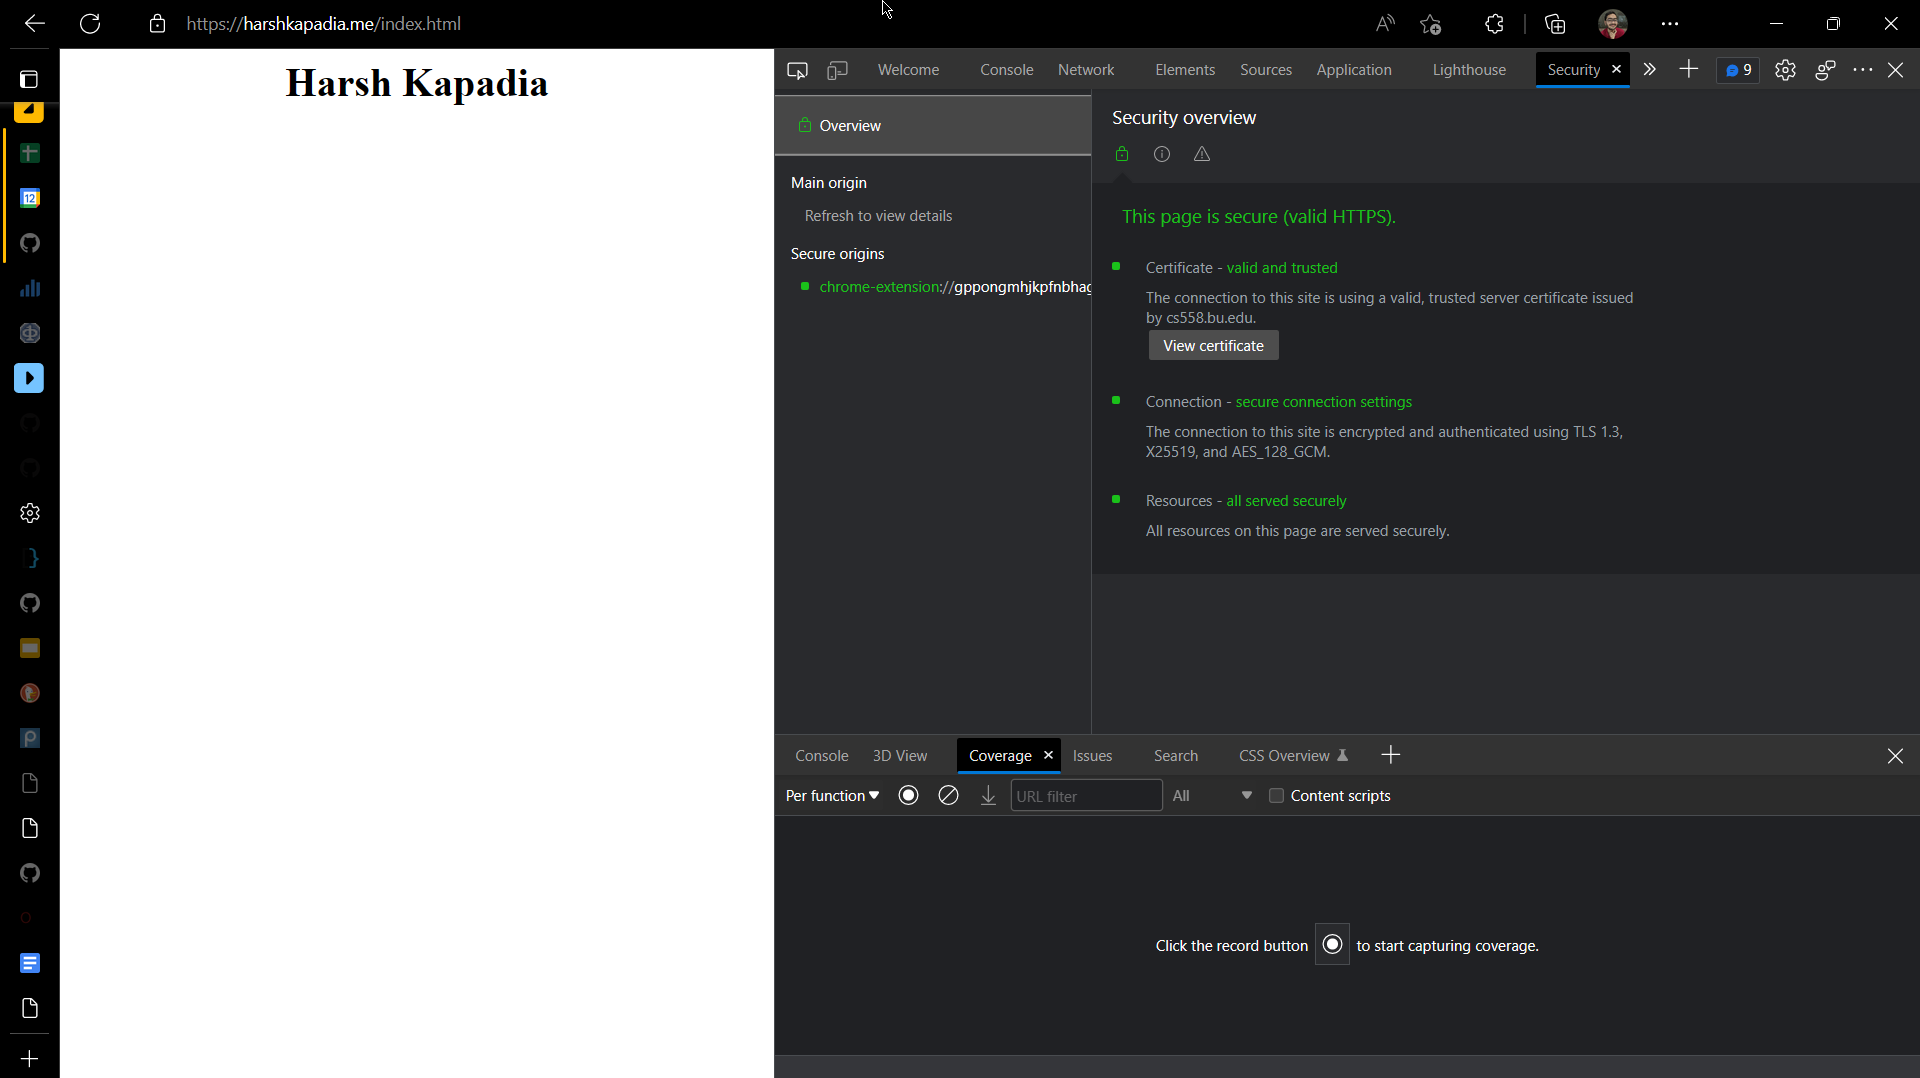 https://harshkapadia.me/index.html
12
Harsh Kapadia
Welcome
Console
Network
Elements
Sources
Application
Lighthouse
Security
9
Overview
Main origin
Refresh to view details
Secure origins
chrome-extension://gppongmhjkpfnbhag
Security overview
This page is secure (valid HTTPS).
Certificate - valid and trusted
The connection to this site is using a valid, trusted server certificate issued
by cs558.bu.edu.
View certificate
Connection - secure connection settings
The connection to this site is encrypted and authenticated using TLS 1.3,
X25519, and AES_128_GCM.
Resources - all served securely
All resources on this page are served securely.
Console
3D View
Coverage
Issues
Search
CSS Overview
Per function
URL filter
All
Content scripts
Click the record button to start capturing coverage.